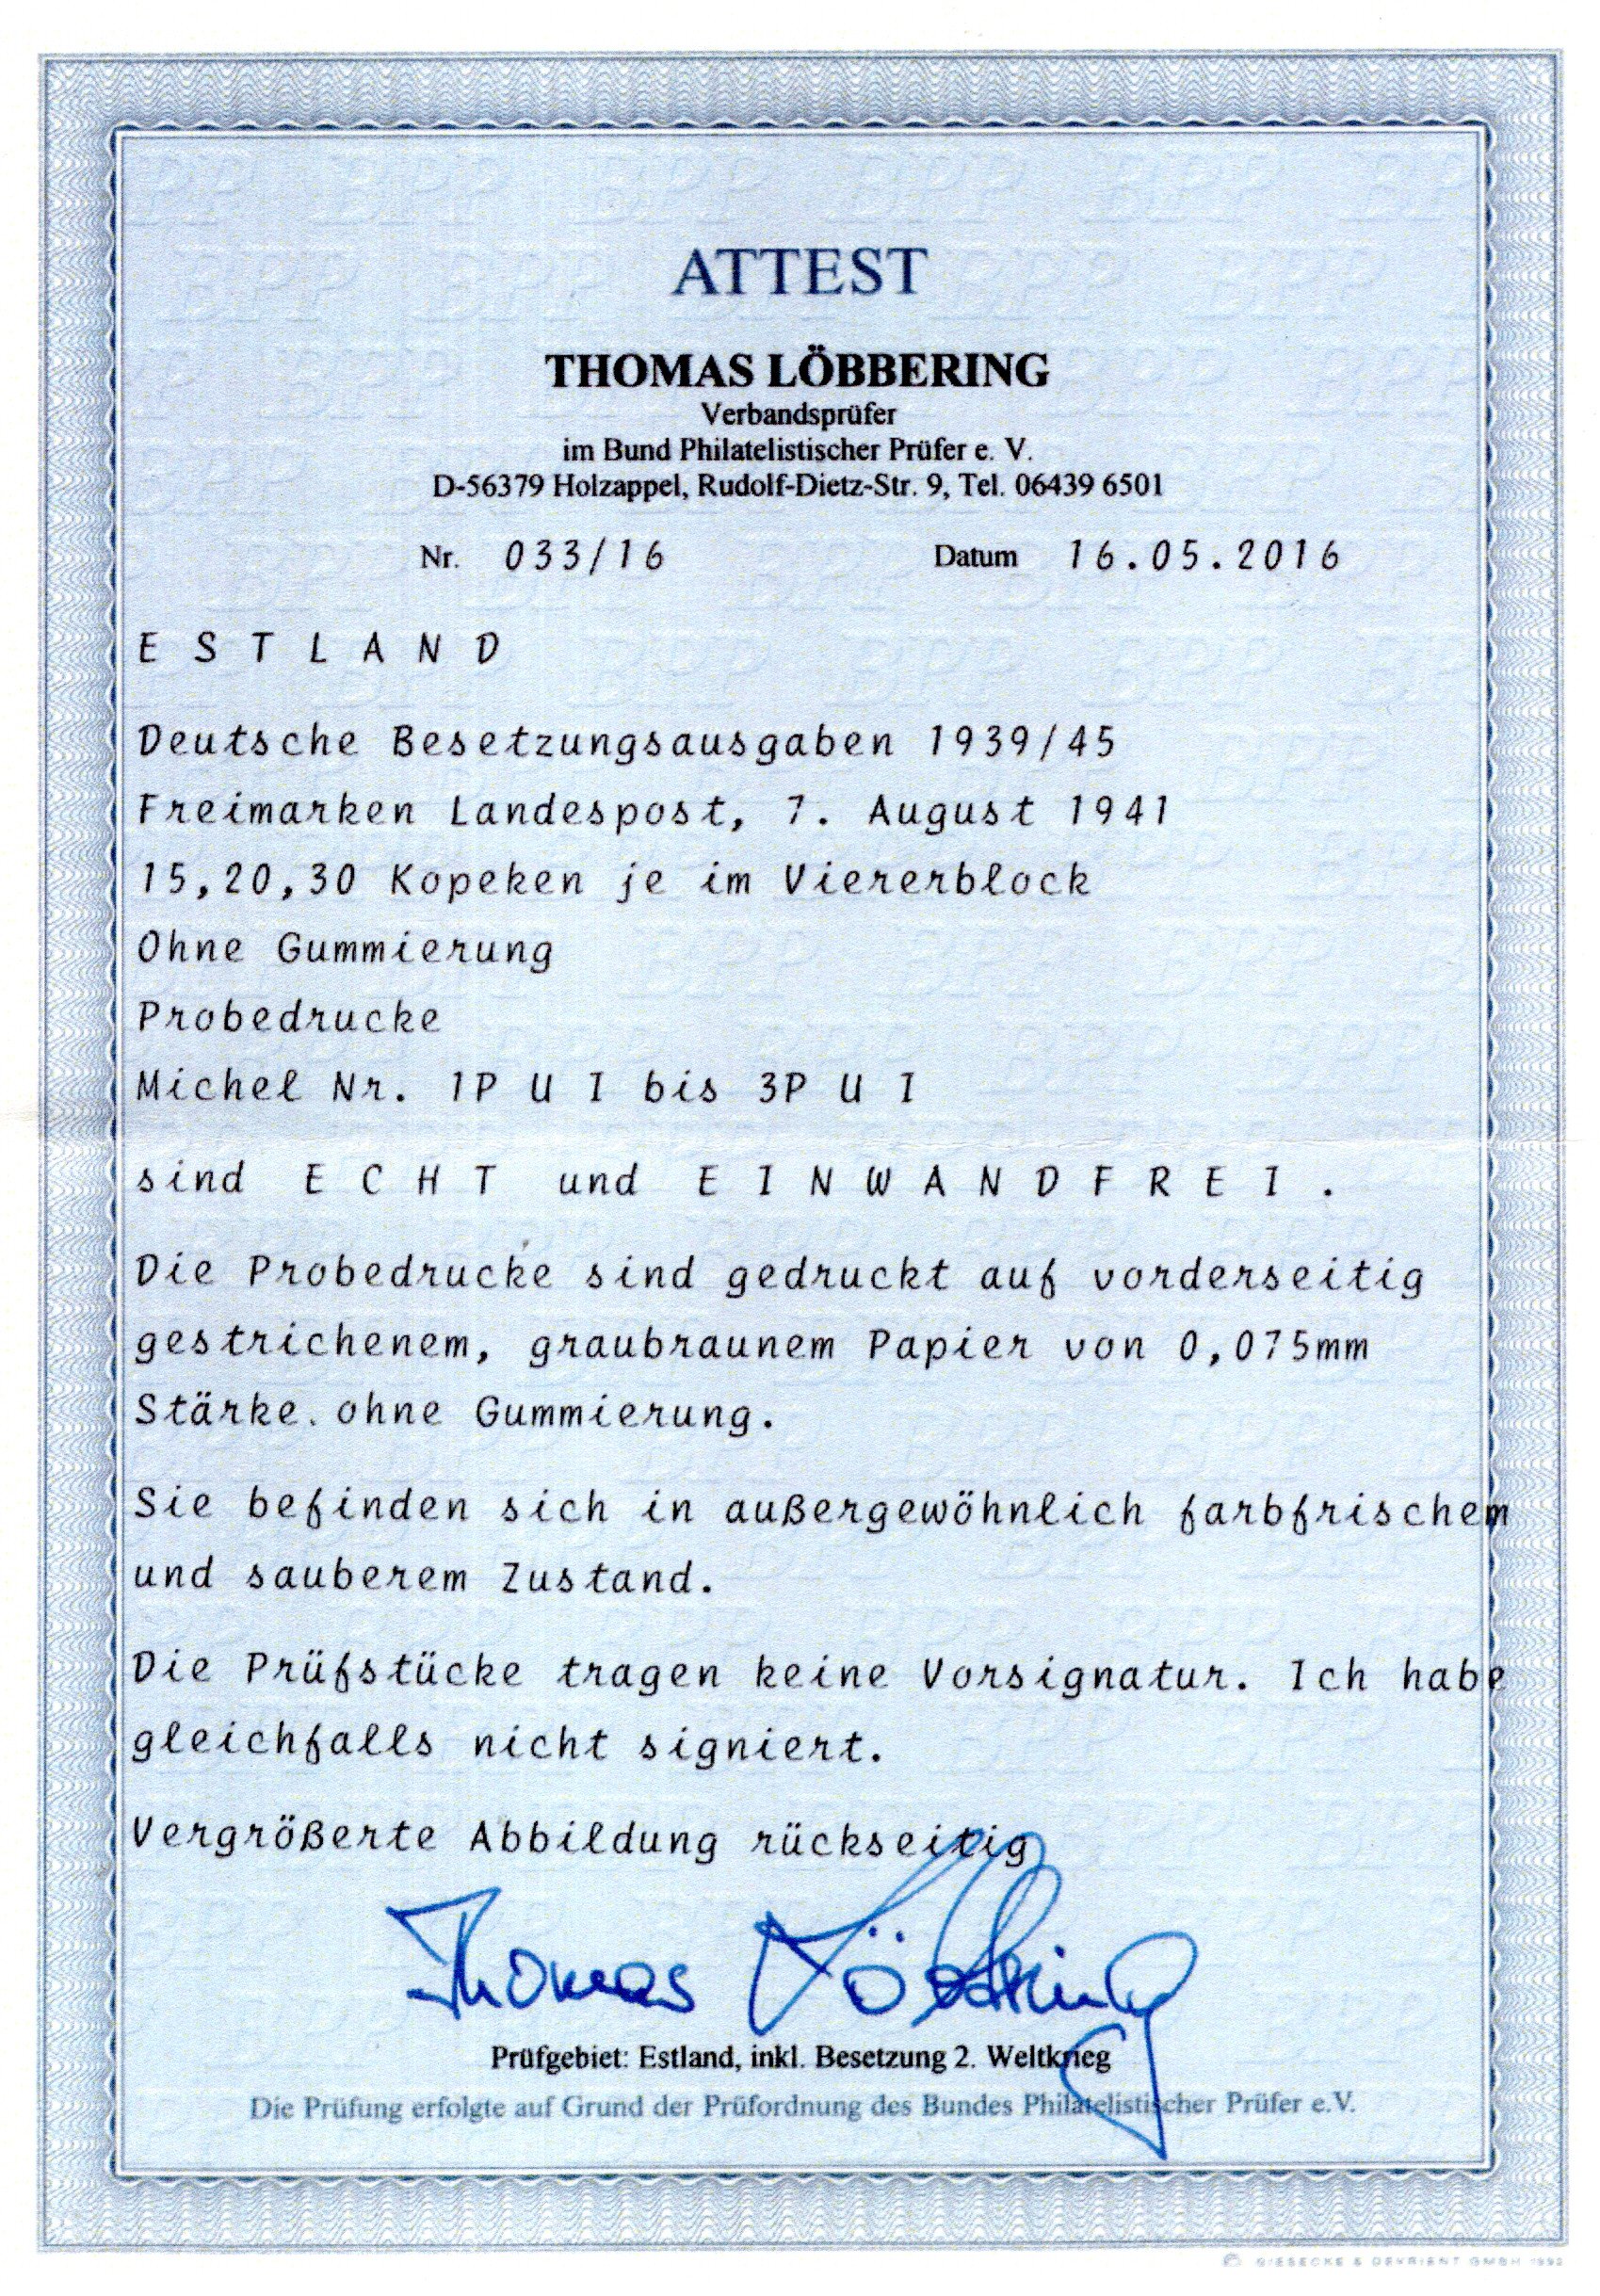 ATTEST
THOMAS LÖBBERING
Verbandsprüfer
im Bund Philatelistischer Prüfer e. V.
D-56379 Holzappel, Rudolf-Dietz-Str. 9, Tel. 06439 6501
Nr. 033/16 Datum 16.05.2016
E S T L A N D
Deutsche Besetzungsausgaben 1939/45
Freimarken Landespost, 7. August 1941
15,20,30 Kopeken je im Viererblock
Ohne Gummierung
Probedrucke
Michel Nr. 1P U I bis 3P U I
sind E C H T und E I N W A N D F R E I .
Die Probedrucke sind gedruckt auf vorderseitig
gestrichenem, graubraunem Papier von 0,075mm
Stärke. ohne Gummierung.
Sie befinden sich in außergewöhnlich farbfrischem
und sauberem Zustand.
Die Prüfstücke tragen keine Vorsignatur. Ich habe
gleichfalls nicht signiert.
Vergrößerte Abbildung rückseitig
Thomas Löbbering
Prüfgebiet: Estland, inkl. Besetzung 2. Weltkrieg
Die Prüfung erfolgte auf Grund der Prüfordnung des Bundes Philatelistischer Prüfer e.V.
GIESECKE & DEVRIENT GMBH 1992